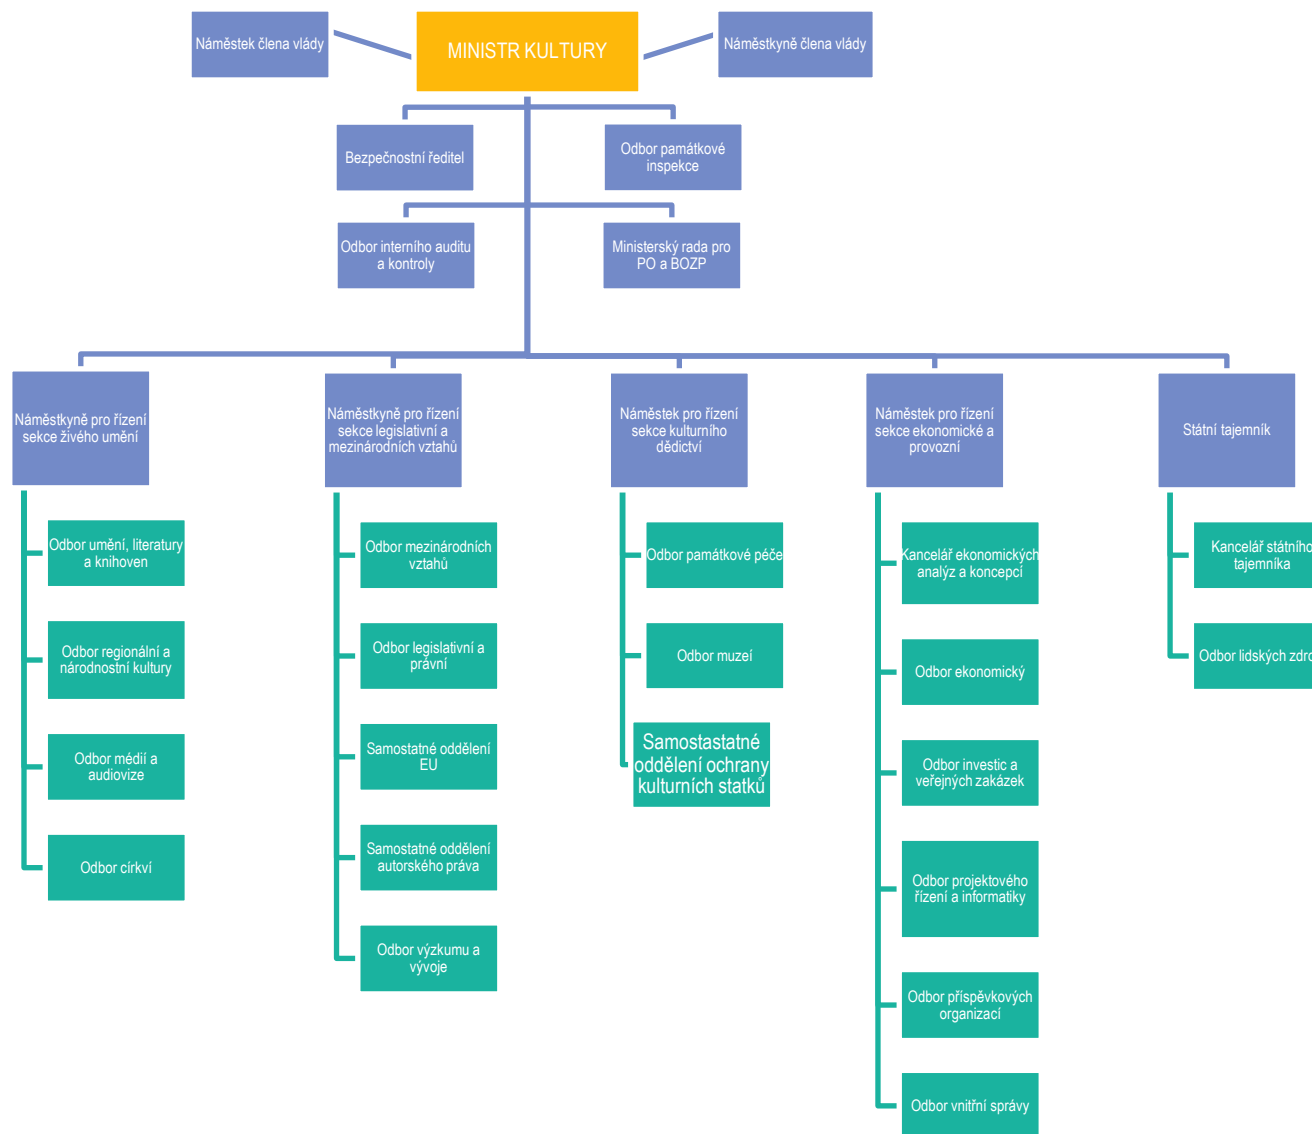 Náměstek člena vlády
MINISTR KULTURY
Náměstkyně člena vlády
Bezpečnostní ředitel
Odbor památkové
inspekce
Odbor interního auditu
a kontroly
Ministerský rada pro
PO a BOZP
Náměstkyně pro řízení
sekce živého umění
Náměstkyně pro řízení
sekce legislativní a
mezinárodních vztahů
Náměstek pro řízení
sekce kulturního
dědictví
Náměstek pro řízení
sekce ekonomické a
provozní
Státní tajemník
Odbor umění, literatury
a knihoven
Odbor regionální a
národnostní kultury
Odbor médií a
audiovize
Odbor církví
Odbor mezinárodních
vztahů
Odbor legislativní a
právní
Samostatné oddělení
EU
Samostatné oddělení
autorského práva
Odbor výzkumu a
vývoje
Odbor památkové péče
Odbor muzeí
Samostastatné
oddělení ochrany
kulturních statků
Kancelář ekonomických
analýz a koncepcí
Odbor ekonomický
Odbor investic a
veřejných zakázek
Odbor projektového
řízení a informatiky
Odbor příspěvkových
organizací
Odbor vnitřní správy
Kancelář státního
tajemníka
Odbor lidských zdro